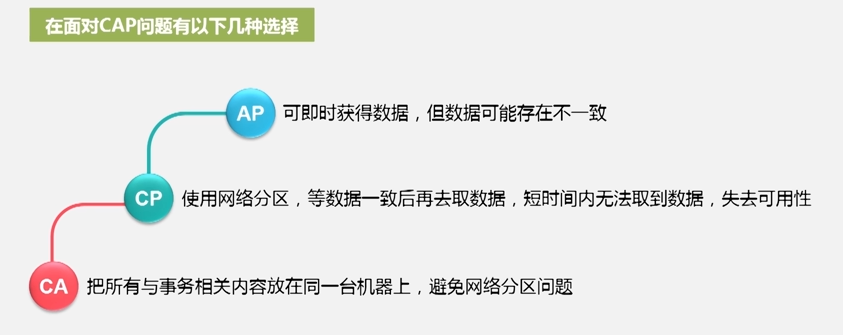 在面对CAP问题有以下几种选择
AP 可即时获得数据，但数据可能存在不一致
CP 使用网络分区，等数据一致后再去取数据，短时间内无法取到数据，失去可用性
CA 把所有与事务相关内容放在同一台机器上，避免网络分区问题